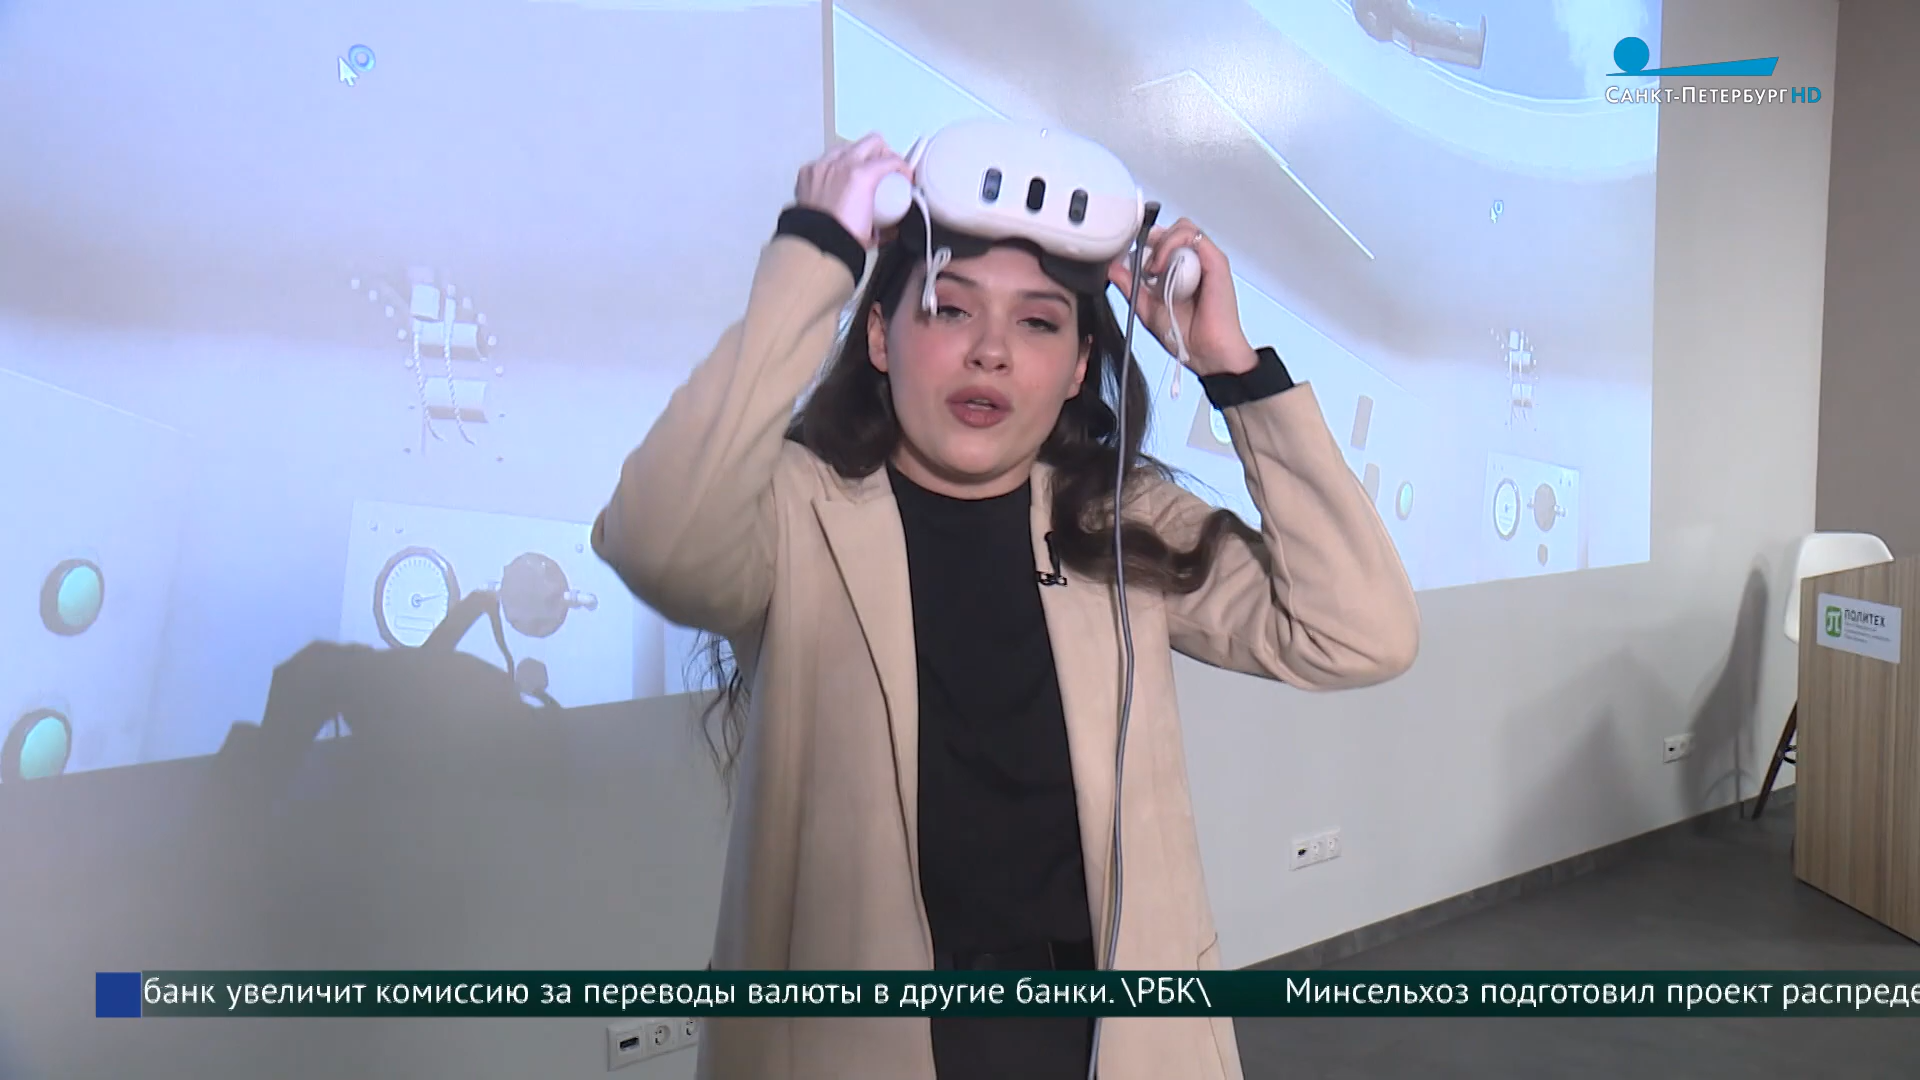 САНКТ-ПЕТЕРБУРГ HD
ПОЛИТЕХ
банк увеличит комиссию за переводы валюты в другие банки. \РБК\ Минсельхоз подготовил проект распреде